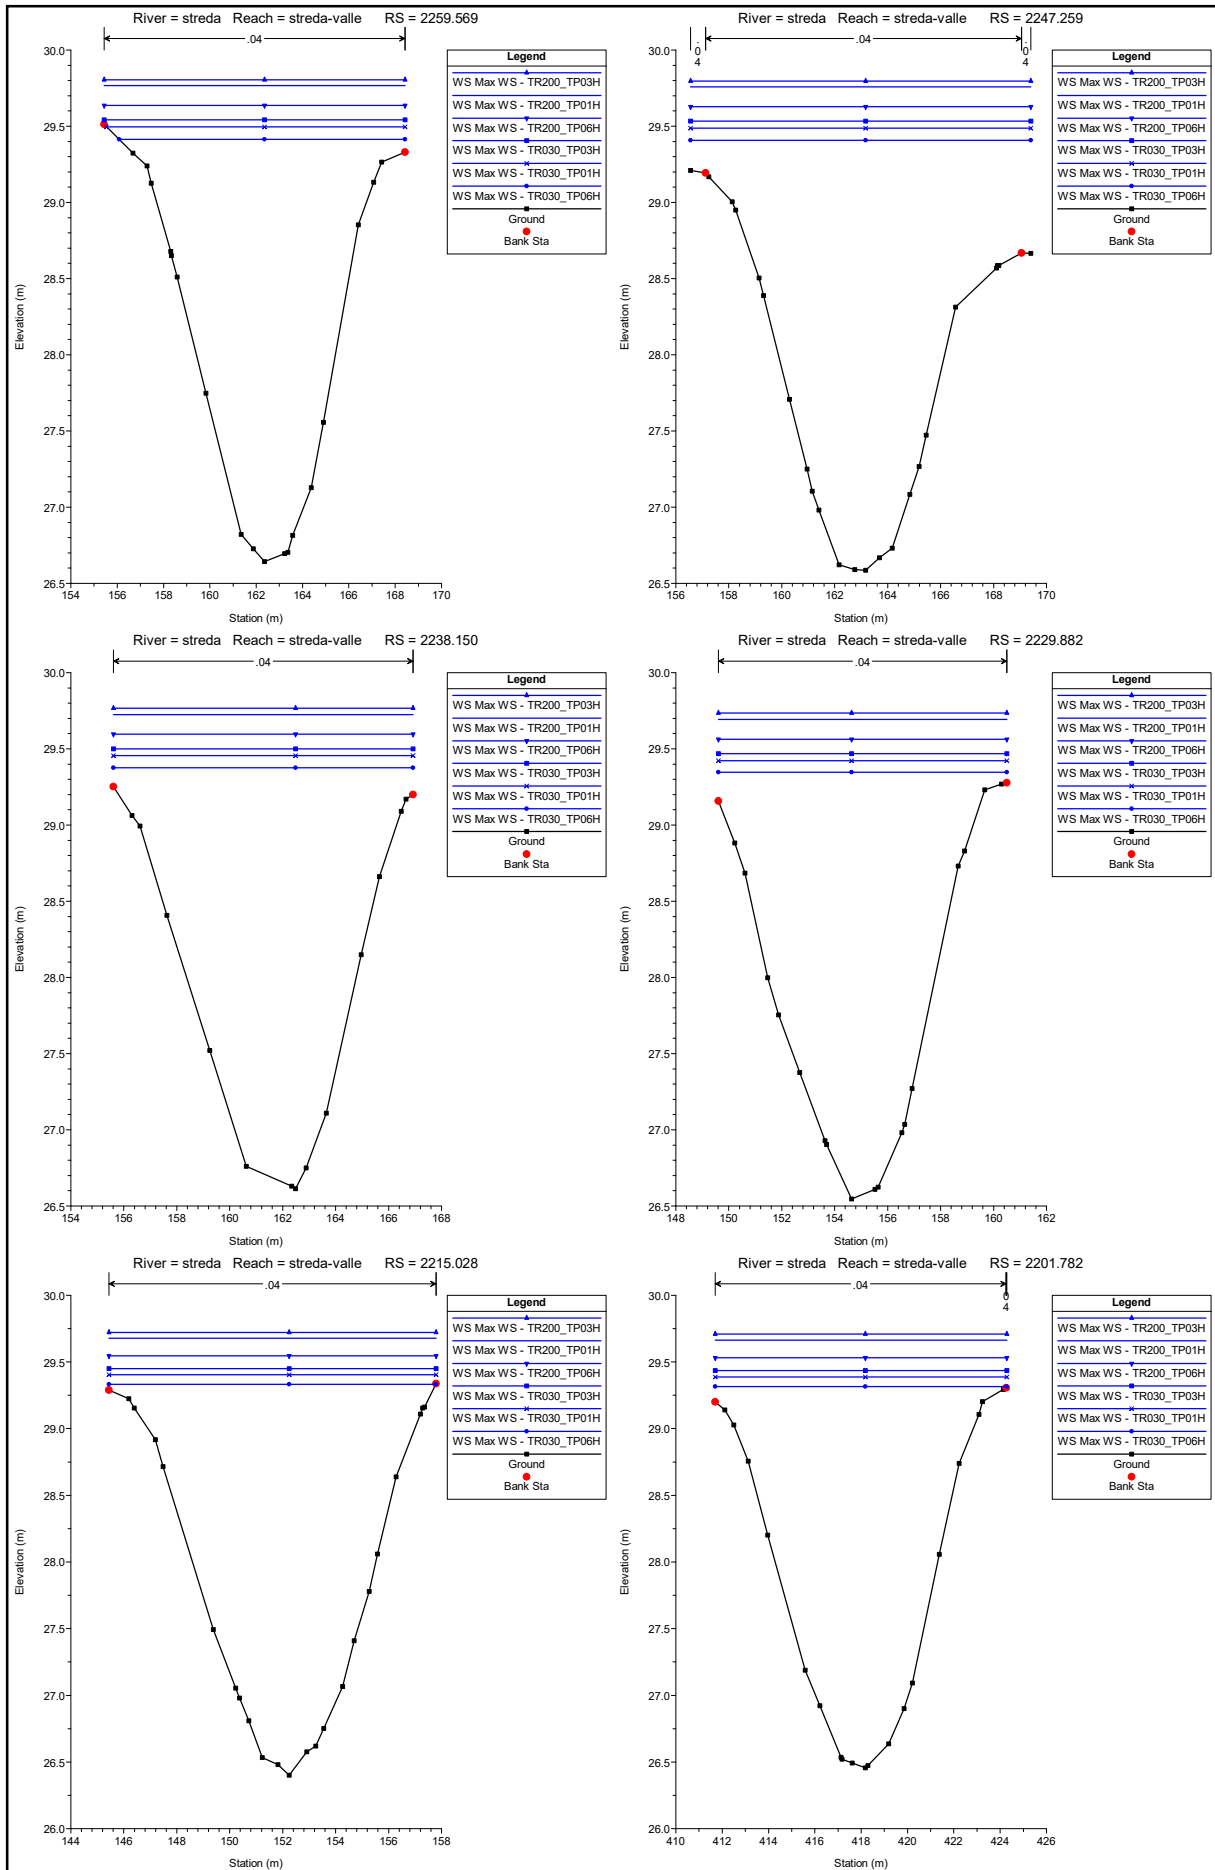 River = streda Reach = streda-valle RS = 2259.569
.04
Legend
WS Max WS - TR200_TP03H
WS Max WS - TR200_TP01H
WS Max WS - TR200_TP06H
WS Max WS - TR030_TP03H
WS Max WS - TR030_TP01H
WS Max WS - TR030_TP06H
Ground
Bank Sta
30.0
29.5
29.0
28.5
28.0
27.5
27.0
26.5
Elevation (m)
154 156 158 160 162 164 166 168 170
Station (m)
River = streda Reach = streda-valle RS = 2247.259
.04
.04
.04
Legend
WS Max WS - TR200_TP03H
WS Max WS - TR200_TP01H
WS Max WS - TR200_TP06H
WS Max WS - TR030_TP03H
WS Max WS - TR030_TP01H
WS Max WS - TR030_TP06H
Ground
Bank Sta
30.0
29.5
29.0
28.5
28.0
27.5
27.0
26.5
Elevation (m)
156 158 160 162 164 166 168 170
Station (m)
River = streda Reach = streda-valle RS = 2238.150
.04
Legend
WS Max WS - TR200_TP03H
WS Max WS - TR200_TP01H
WS Max WS - TR200_TP06H
WS Max WS - TR030_TP03H
WS Max WS - TR030_TP01H
WS Max WS - TR030_TP06H
Ground
Bank Sta
30.0
29.5
29.0
28.5
28.0
27.5
27.0
26.5
Elevation (m)
154 156 158 160 162 164 166 168
Station (m)
River = streda Reach = streda-valle RS = 2229.882
.04
Legend
WS Max WS - TR200_TP03H
WS Max WS - TR200_TP01H
WS Max WS - TR200_TP06H
WS Max WS - TR030_TP03H
WS Max WS - TR030_TP01H
WS Max WS - TR030_TP06H
Ground
Bank Sta
30.0
29.5
29.0
28.5
28.0
27.5
27.0
26.5
Elevation (m)
148 150 152 154 156 158 160 162
Station (m)
River = streda Reach = streda-valle RS = 2215.028
.04
Legend
WS Max WS - TR200_TP03H
WS Max WS - TR200_TP01H
WS Max WS - TR200_TP06H
WS Max WS - TR030_TP03H
WS Max WS - TR030_TP01H
WS Max WS - TR030_TP06H
Ground
Bank Sta
30.0
29.5
29.0
28.5
28.0
27.5
27.0
26.5
26.0
Elevation (m)
144 146 148 150 152 154 156 158
Station (m)
River = streda Reach = streda-valle RS = 2201.782
.04
04
Legend
WS Max WS - TR200_TP03H
WS Max WS - TR200_TP01H
WS Max WS - TR200_TP06H
WS Max WS - TR030_TP03H
WS Max WS - TR030_TP01H
WS Max WS - TR030_TP06H
Ground
Bank Sta
30.0
29.5
29.0
28.5
28.0
27.5
27.0
26.5
26.0
Elevation (m)
410 412 414 416 418 420 422 424 426
Station (m)